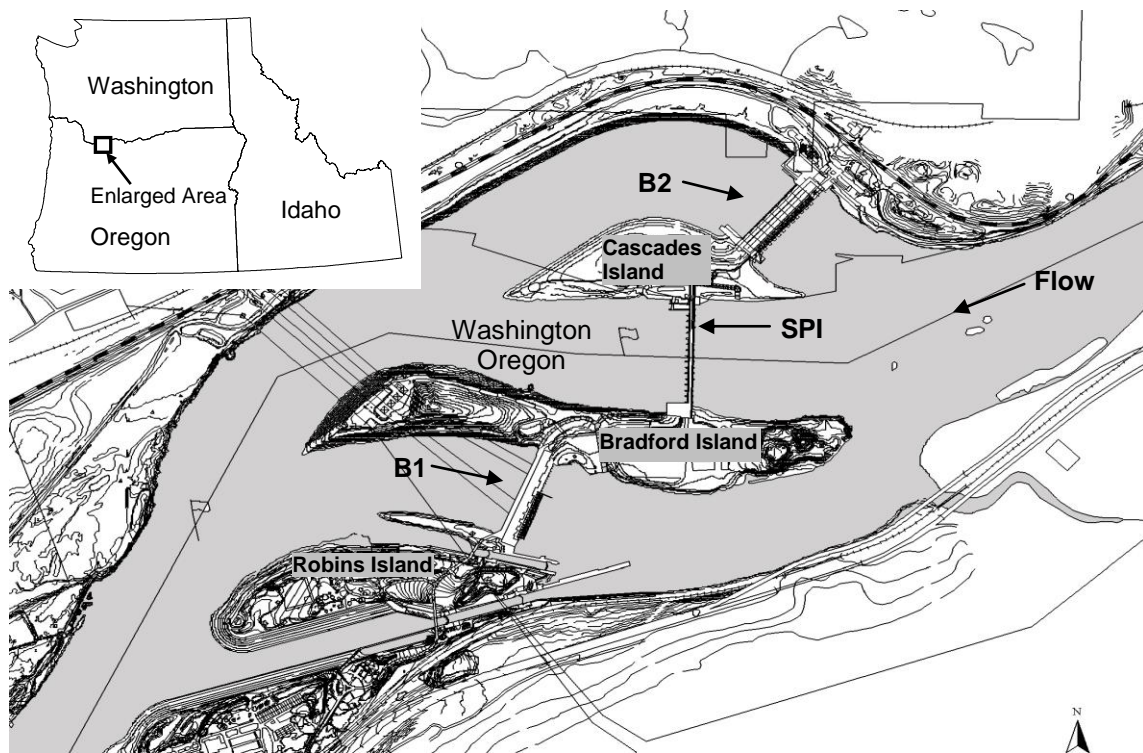 Washington
Enlarged Area
Oregon
Idaho
B2
Cascades
Island
Flow
Washington
SPI
Oregon
Bradford Island
B1
Robins Island
N